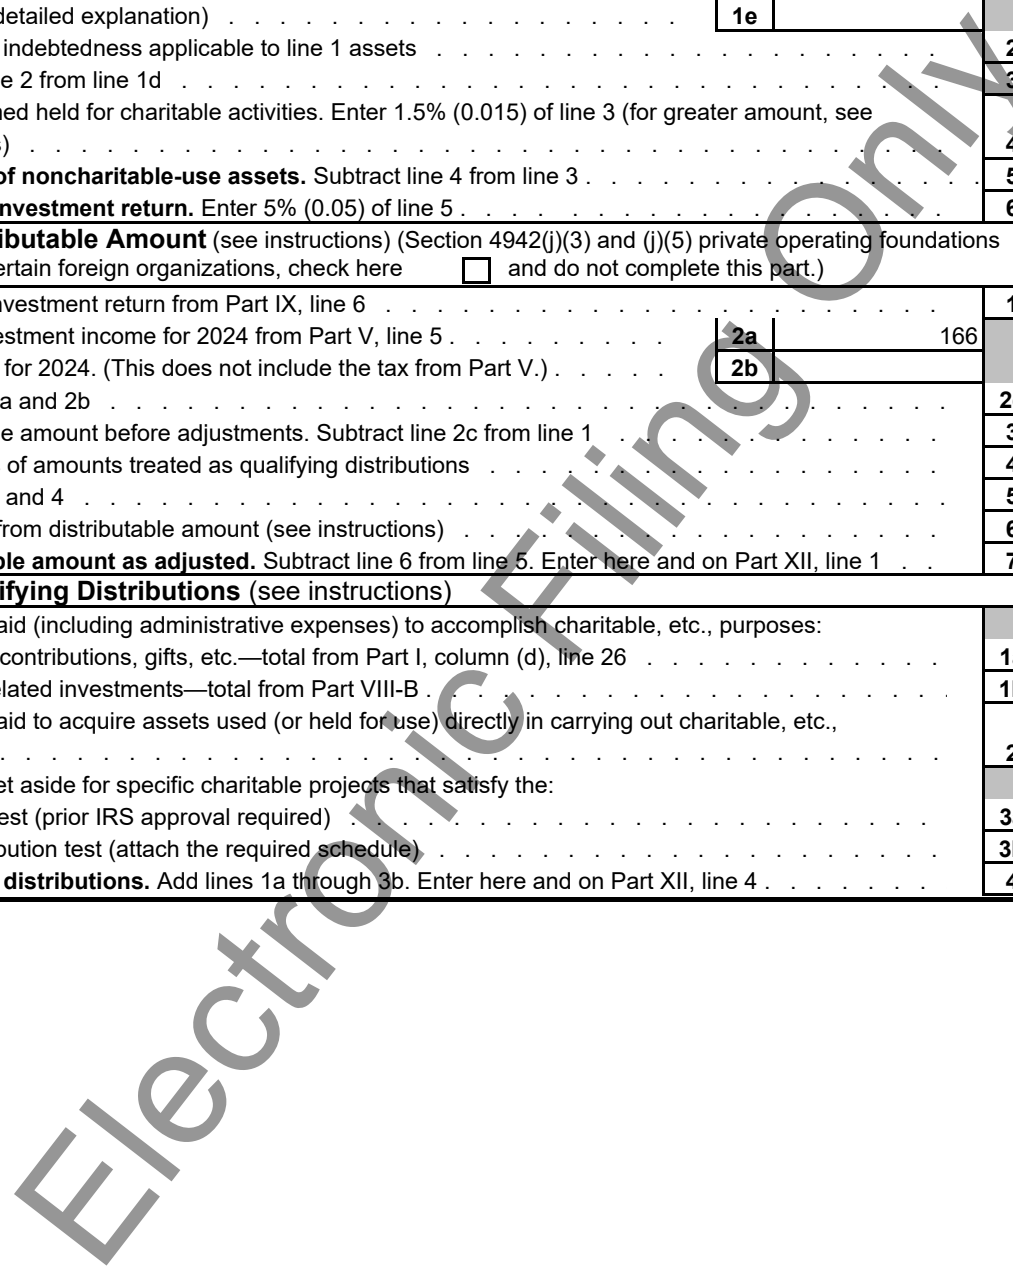 detailed explanation) . . . . . . . . . . . . . . . . . . 1e
indebtedness applicable to line 1 assets . . . . . . . . . . . . . . . . . . . . 2
e 2 from line 1d . . . . . . . . . . . . . . . . . . . . . . . . . . . . . . 3
ned held for charitable activities. Enter 1.5% (0.015) of line 3 (for greater amount, see
s) . . . . . . . . . . . . . . . . . . . . . . . . . . . . . . . . . . . . 4
of noncharitable-use assets. Subtract line 4 from line 3 . . . . . . . . . . . . . . . . 5
nvestment return. Enter 5% (0.05) of line 5 . . . . . . . . . . . . . . . . . . . 6
ibutable Amount (see instructions) (Section 4942(j)(3) and (j)(5) private operating foundations
ertain foreign organizations, check here and do not complete this part.)
nvestment return from Part IX, line 6 . . . . . . . . . . . . . . . . . . . . . . 1
estment income for 2024 from Part V, line 5 . . . . . . . . . 2a 166
for 2024. (This does not include the tax from Part V.) . . . . . 2b
a and 2b . . . . . . . . . . . . . . . . . . . . . . . . . . . . . . . . . 2
e amount before adjustments. Subtract line 2c from line 1 . . . . . . . . . . . . . 3
of amounts treated as qualifying distributions . . . . . . . . . . . . . . . . . . 4
and 4 . . . . . . . . . . . . . . . . . . . . . . . . . . . . . . . . . . 5
from distributable amount (see instructions) . . . . . . . . . . . . . . . . . . . 6
ble amount as adjusted. Subtract line 6 from line 5. Enter here and on Part XII, line 1 . . 7
ifying Distributions (see instructions)
aid (including administrative expenses) to accomplish charitable, etc., purposes:
contributions, gifts, etc.—total from Part I, column (d), line 26 . . . . . . . . . . . . 1
elated investments—total from Part VIII-B . . . . . . . . . . . . . . . . . . . . . 1
aid to acquire assets used (or held for use) directly in carrying out charitable, etc.,
. . . . . . . . . . . . . . . . . . . . . . . . . . . . . . . . . . . . . 2
et aside for specific charitable projects that satisfy the:
est (prior IRS approval required) . . . . . . . . . . . . . . . . . . . . . . . 3
bution test (attach the required schedule) . . . . . . . . . . . . . . . . . . . . 3
distributions. Add lines 1a through 3b. Enter here and on Part XII, line 4 . . . . . . . 4
Electronic Filing Only